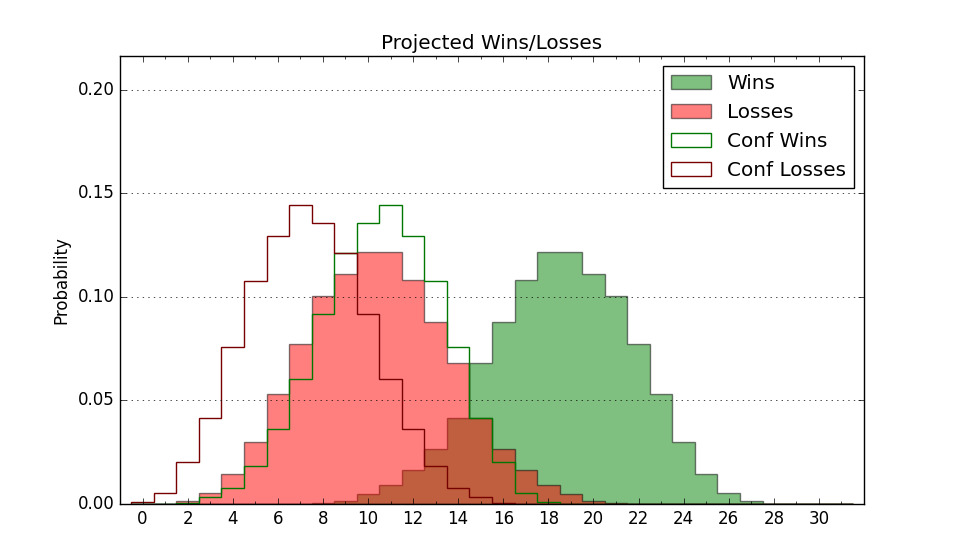 Projected Wins/Losses
Wins
Losses
Conf Wins
Conf Losses
Probability
0.20
0.15
0.10
0.05
0.00
0 2 4 6 8 10 12 14 16 18 20 22 24 26 28 30